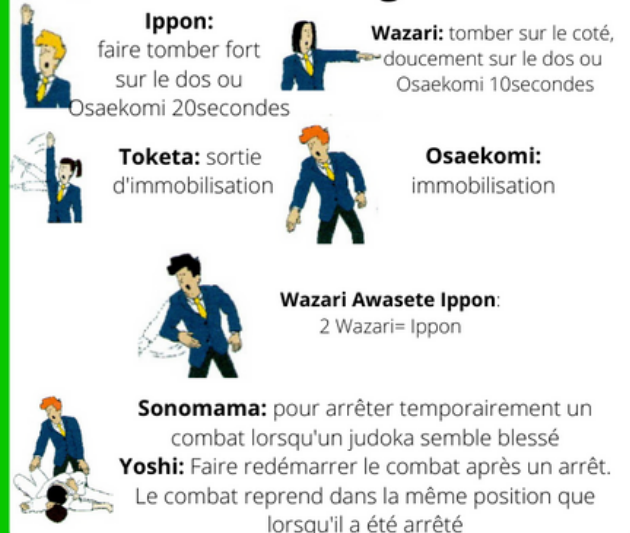 Ippon:
faire tomber fort
sur le dos ou
Osaekomi 20secondes
Wazari: tomber sur le coté,
doucement sur le dos ou
Osaekomi 10secondes
Toketa: sortie
d'immobilisation
Osaekomi:
immobilisation
Wazari Awasete Ippon:
2 Wazari= Ippon
Sonomama: pour arrêter temporairement un
combat lorsqu'un judoka semble blessé
Yoshi: Faire redémarrer le combat après un arrêt.
Le combat reprend dans la même position que
lorsqu'il a été arrêté